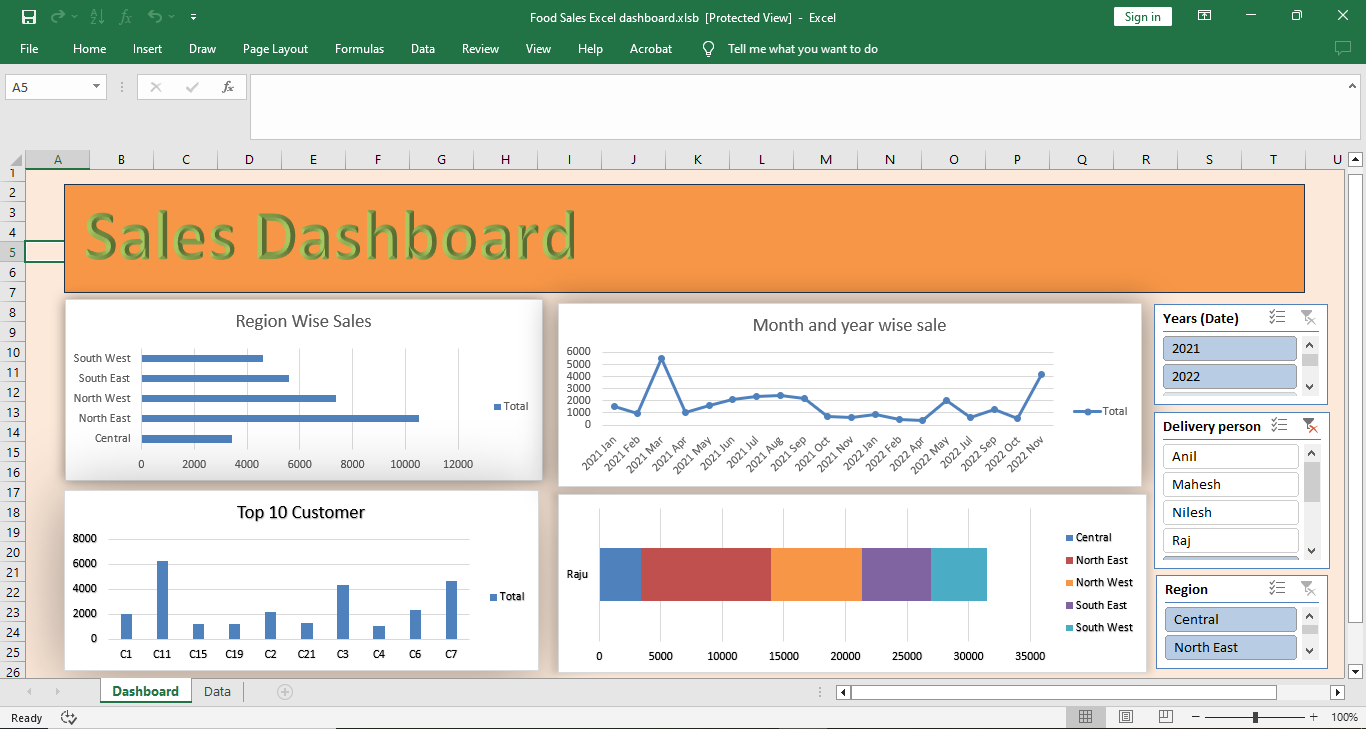 Food Sales Excel dashboard.xlsb [Protected View] - Excel
Sign in
File Home Insert Draw Page Layout Formulas Data Review View Help Acrobat Tell me what you want to do
A5
fx
A B C D E F G H I J K L M N O P Q R S T U
1
2
3
4
5
6
7
8
9
10
11
12
13
14
15
16
17
18
19
20
21
22
23
24
25
26
Sales Dashboard
Region Wise Sales
South West
South East
North West
North East
Central
0 2000 4000 6000 8000 10000 12000
Total
Month and year wise sale
6000
5000
4000
3000
2000
1000
0
2021 Jan 2021 Feb 2021 Mar 2021 Apr 2021 May 2021 Jun 2021 Jul 2021 Aug 2021 Sep 2021 Oct 2021 Nov 2022 Jan 2022 Feb 2022 Apr 2022 May 2022 Jul 2022 Sep 2022 Oct 2022 Nov
Total
Years (Date)
2021
2022
Delivery person
Anil
Mahesh
Nilesh
Raj
Top 10 Customer
8000
6000
4000
2000
0
C1 C11 C15 C19 C2 C21 C3 C4 C6 C7
Total
Raju
0 5000 10000 15000 20000 25000 30000 35000
Central
North East
North West
South East
South West
Region
Central
North East
Dashboard Data
Ready
100%